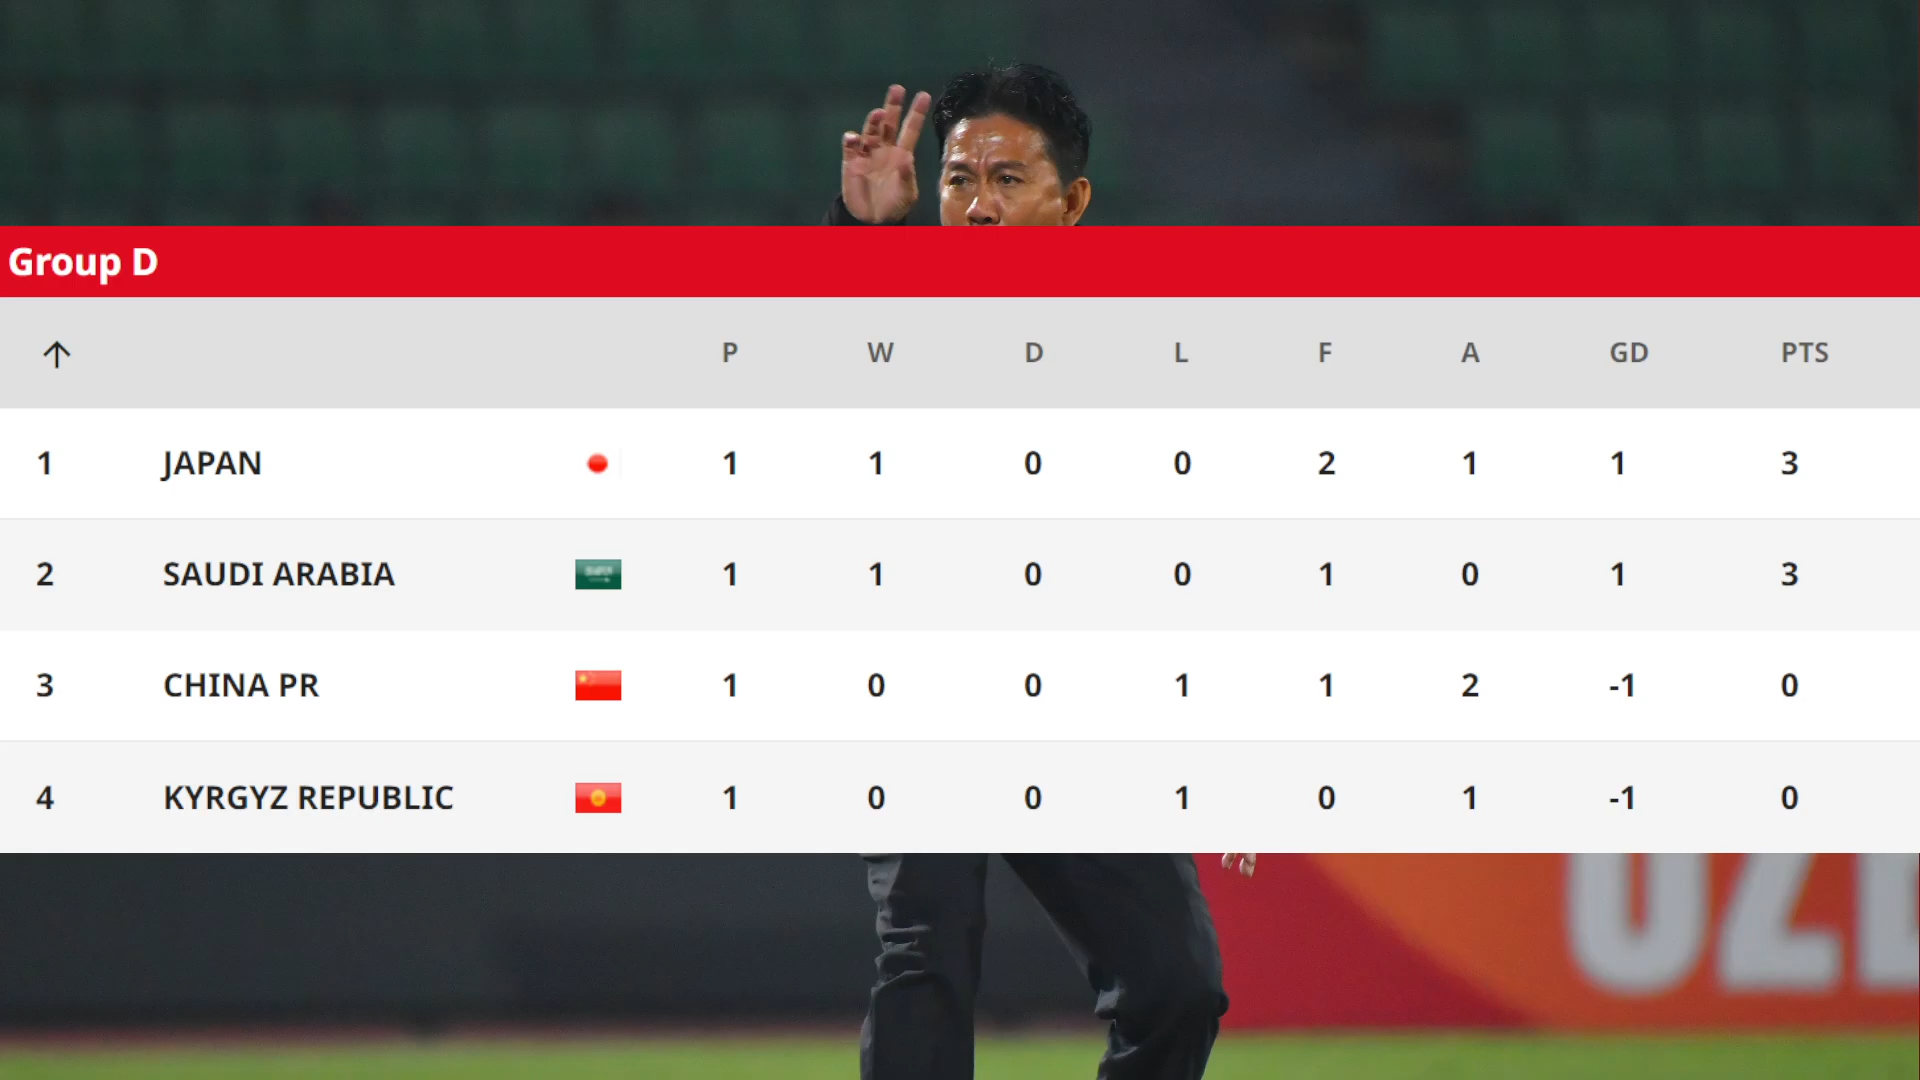 Group D
↑ P W D L F A GD PTS
1 JAPAN 1 1 0 0 2 1 1 3
2 SAUDI ARABIA 1 1 0 0 1 0 1 3
3 CHINA PR 1 0 0 1 1 2 -1 0
4 KYRGYZ REPUBLIC 1 0 0 1 0 1 -1 0